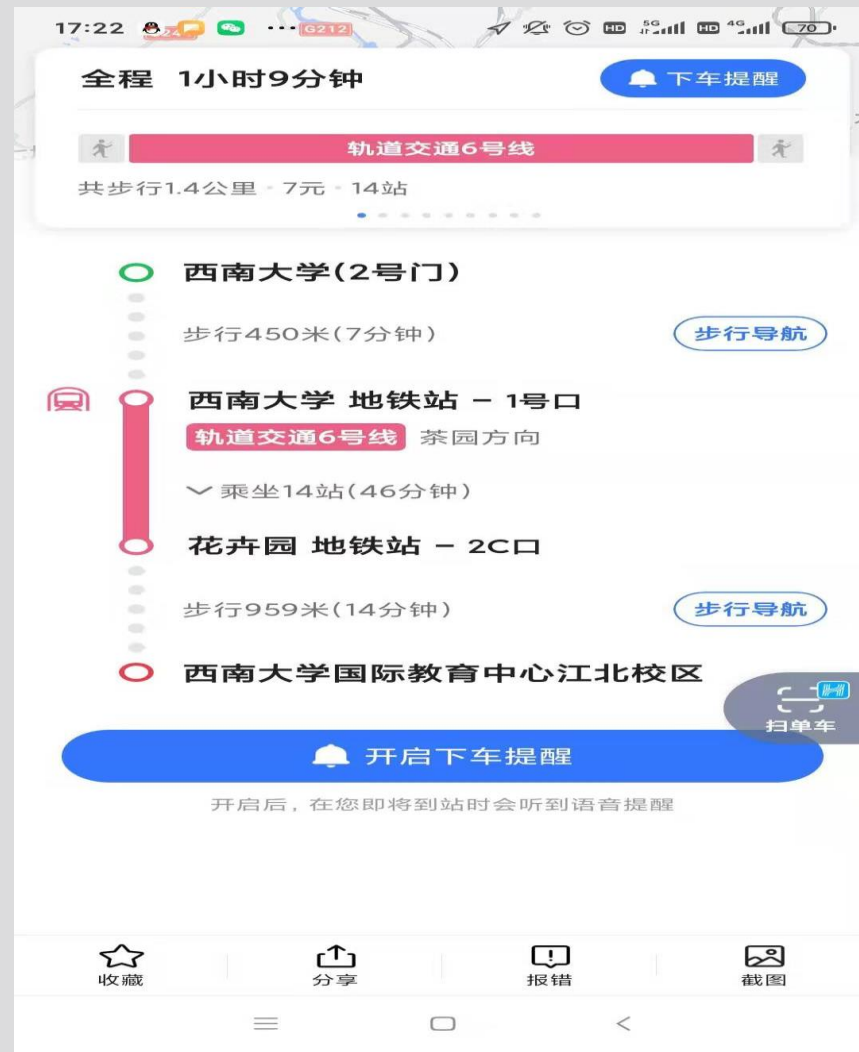 17:22 ··· G212 HD 5G HD 4G 70
全程 1小时9分钟
下车提醒
轨道交通6号线
共步行1.4公里 · 7元 · 14站
西南大学(2号门)
步行450米(7分钟)
步行导航
西南大学 地铁站 - 1号口
轨道交通6号线 茶园方向
乘坐14站(46分钟)
花卉园 地铁站 - 2C口
步行959米(14分钟)
步行导航
西南大学国际教育中心江北校区
扫单车
开启下车提醒
开启后，在您即将到站时会听到语音提醒
收藏
分享
报错
截图